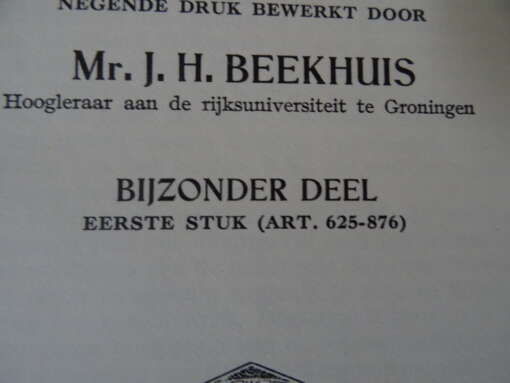 NEGENDE DRUK BEWERKT DOOR
Mr. J. H. BEEKHUIS
Hoogleraar aan de rijksuniversiteit te Groningen
BIJZONDER DEEL
EERSTE STUK (ART. 625-876)